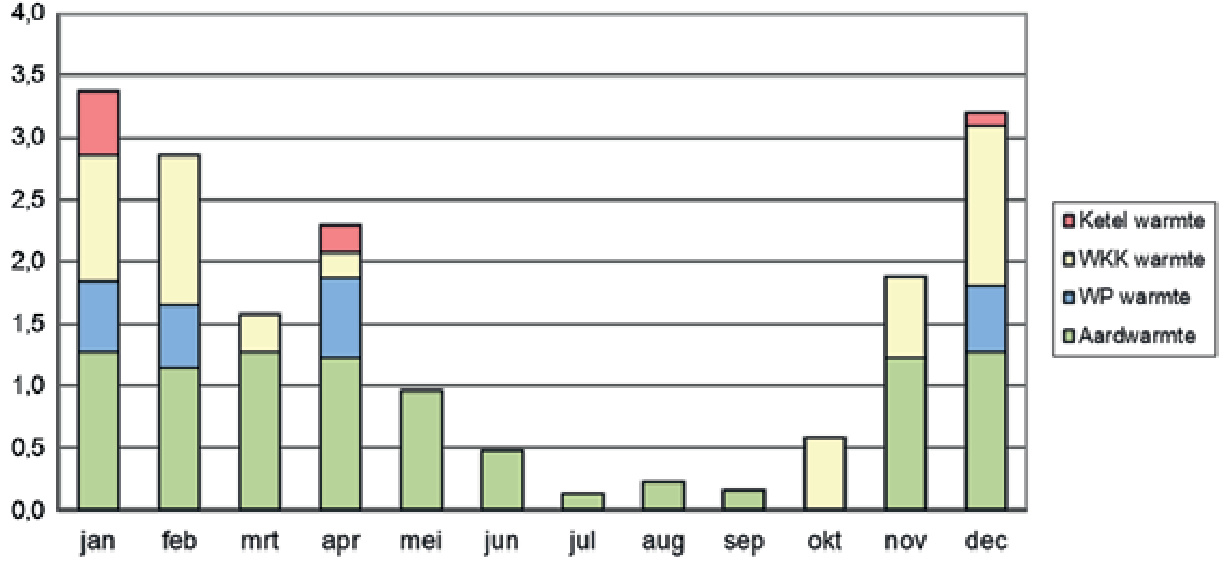 4,0
3,5
3,0
2,5
2,0
1,5
1,0
0,5
0,0
jan feb mrt apr mei jun jul aug sep okt nov dec
Ketel warmte
WKK warmte
WP warmte
Aardwarmte